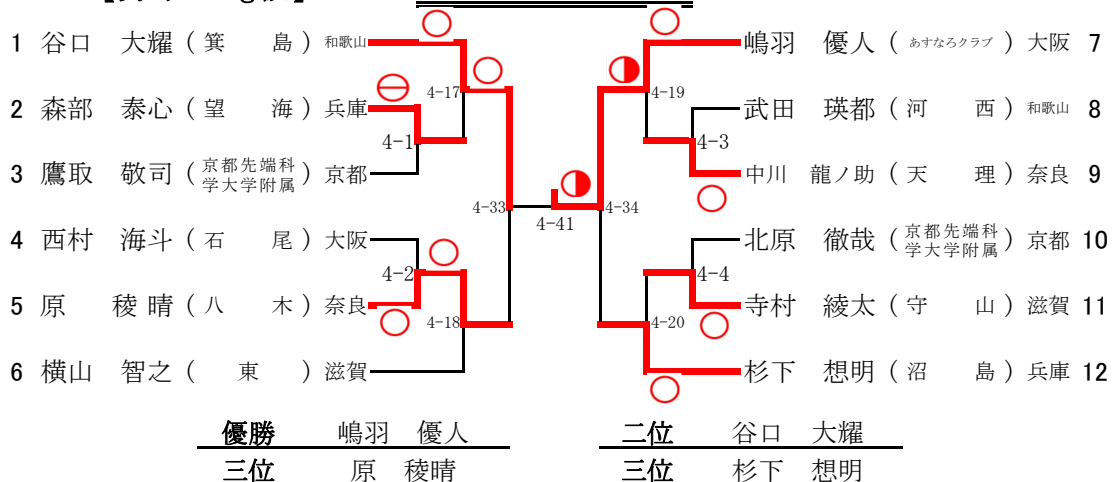 1 谷口 大耀 ( 箕 島 ) 和歌山
2 森部 泰心 ( 望 海 ) 兵庫
3 鷹取 敬司 ( 京都先端科学大学附属 ) 京都
4 西村 海斗 ( 石 尾 ) 大阪
5 原 稜晴 ( 八 木 ) 奈良
6 横山 智之 ( 東 ) 滋賀
4-17
4-1
4-33
4-2
4-18
4-41
4-19
4-3
4-34
4-4
4-20
嶋羽 優人 ( あすなろクラブ ) 大阪 7
武田 瑛都 ( 河 西 ) 和歌山 8
中川 龍ノ助 ( 天 理 ) 奈良 9
北原 徹哉 ( 京都先端科学大学附属 ) 京都 10
寺村 綾太 ( 守 山 ) 滋賀 11
杉下 想明 ( 沼 島 ) 兵庫 12
優勝 嶋羽 優人 二位 谷口 大耀
三位 原 稜晴 三位 杉下 想明